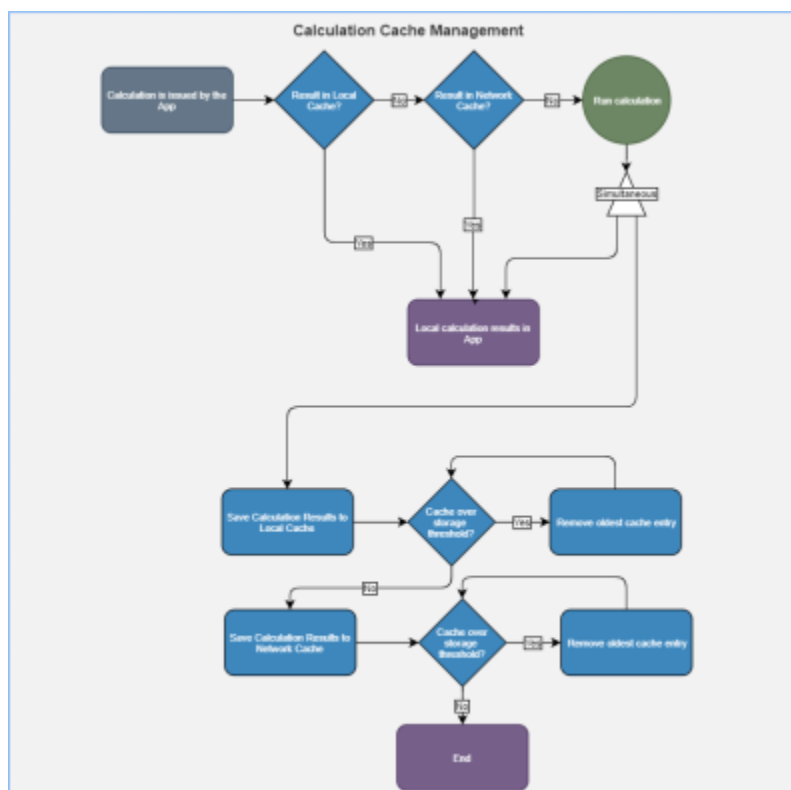 Calculation Cache Management
Calculation is issued by the
App
Result in Local
Cache?
No
Result in Network
Cache?
No
Run calculation
Simultaneous
Yes
Yes
Local calculation results in
App
Save Calculation Results to
Local Cache
Cache over
storage
threshold?
Yes
Remove oldest cache entry
No
Save Calculation Results to
Network Cache
Cache over
storage
threshold?
Yes
Remove oldest cache entry
No
End